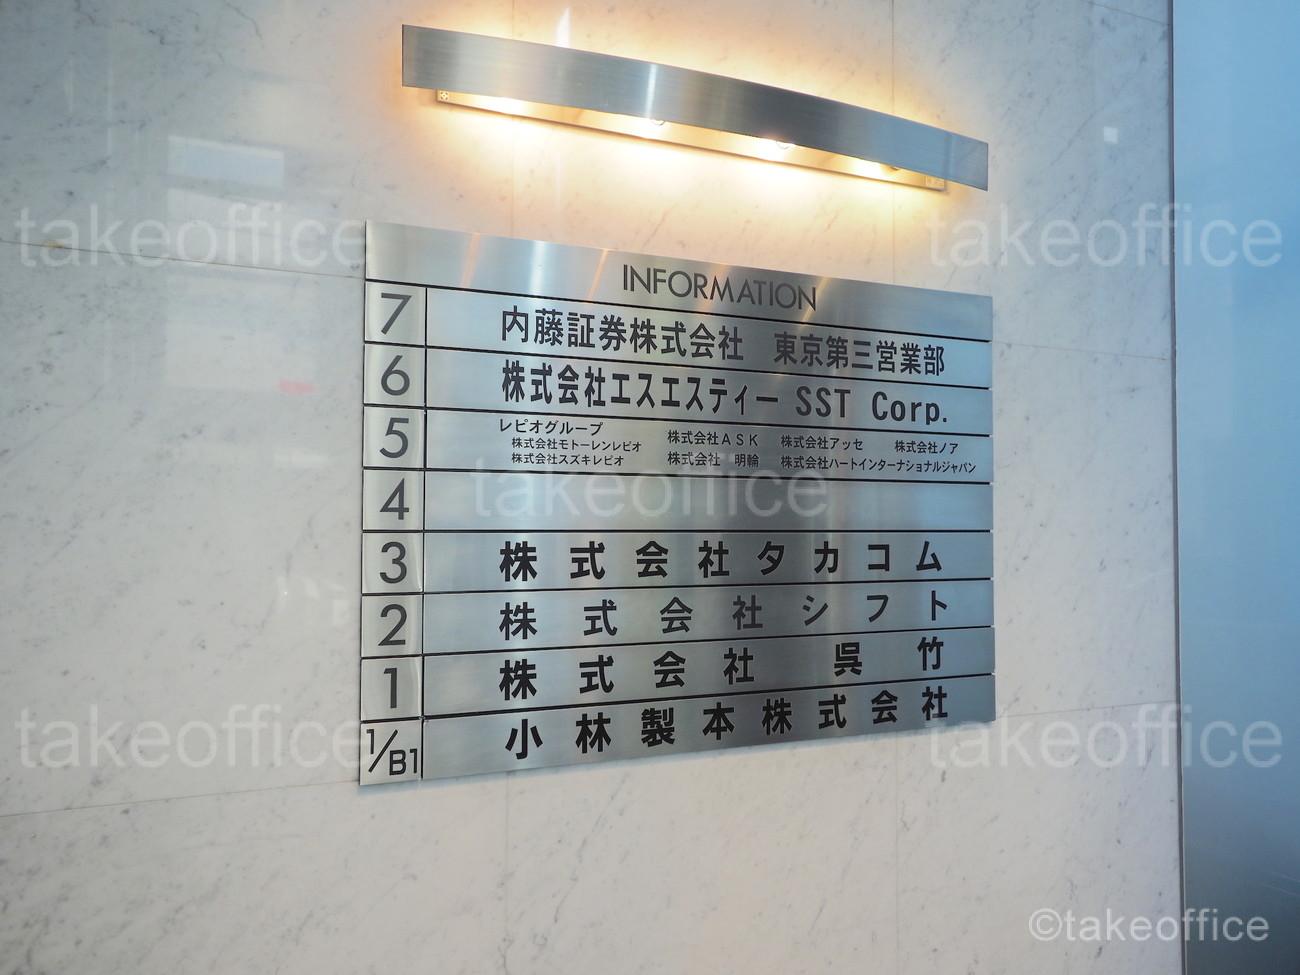 INFORMATION
7 内藤証券株式会社 東京第三営業部
6 株式会社エスエスティー SST Corp.
5 レピオグループ
株式会社モトーレンレピオ 株式会社ASK 株式会社アッセ 株式会社ノア
株式会社スズキレピオ 株式会社 明輪 株式会社ハートインターナショナルジャパン
4
3 株式会社タカコム
2 株式会社シフト
1 株式会社 呉竹
1/B1 小林製本株式会社
takeoffice takeoffice
takeoffice
takeoffice takeoffice
©takeoffice